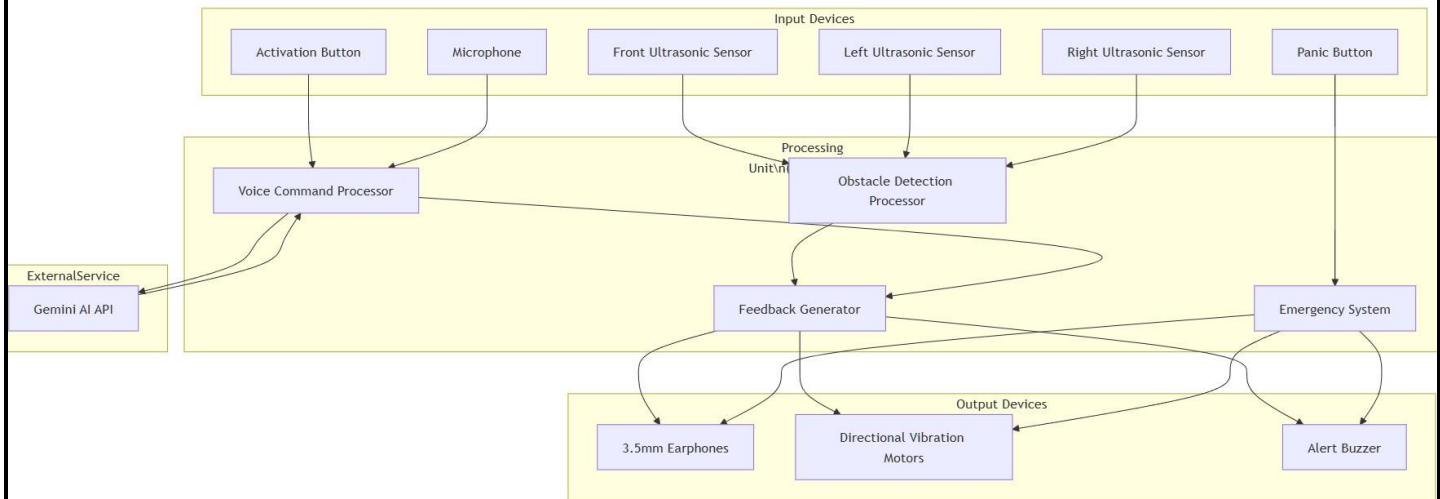 Input Devices
Activation Button
Microphone
Front Ultrasonic Sensor
Left Ultrasonic Sensor
Right Ultrasonic Sensor
Panic Button
Processing
Unit\n(
Voice Command Processor
Obstacle Detection
Processor
ExternalService
Gemini AI API
Feedback Generator
Emergency System
Output Devices
3.5mm Earphones
Directional Vibration
Motors
Alert Buzzer